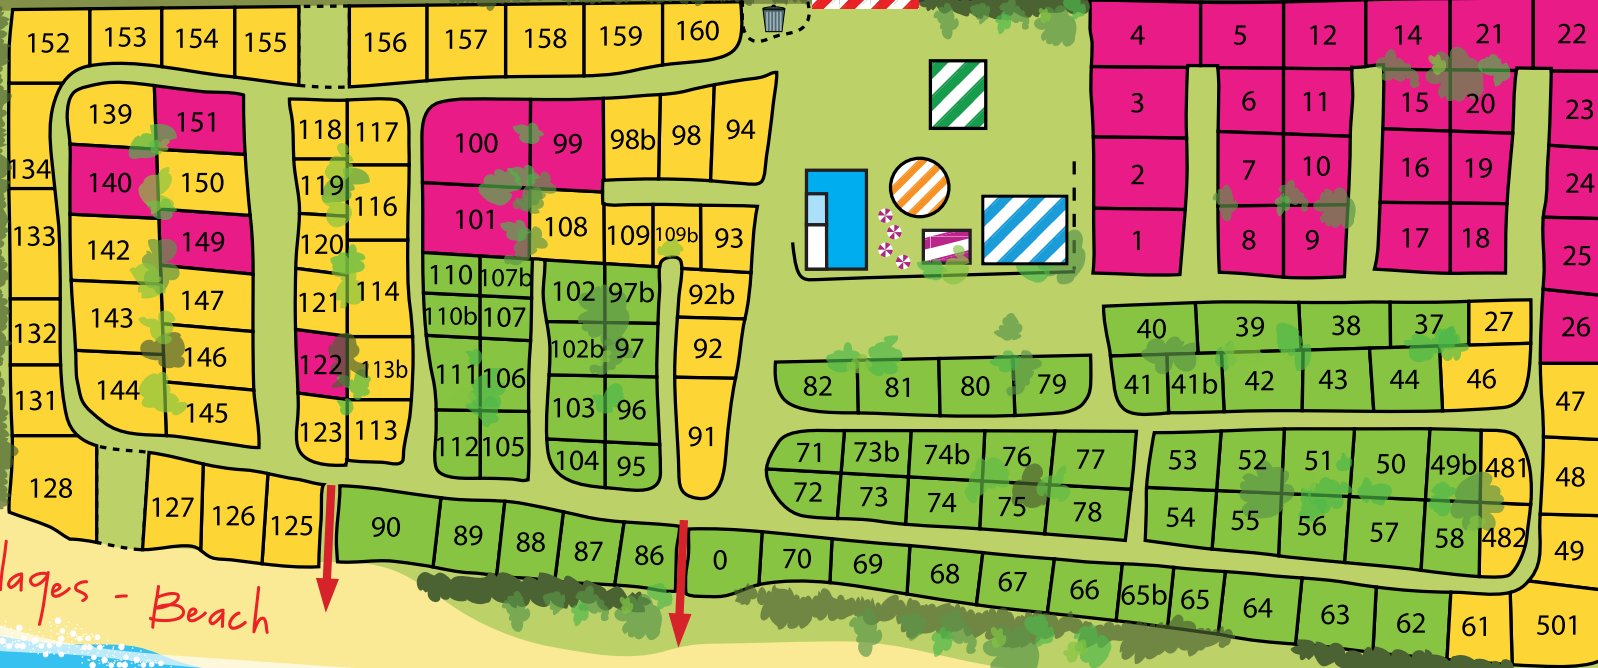 152 153 154 155 156 157 158 159 160 4 5 12 14 21 22
139 151 118 117 100 99 98b 98 94 3 6 11 15 20 23
134 140 150 119 116 101 108 109 109b 93 2 7 10 16 19 24
133 142 149 120 114 110 107b 102 97b 92b 1 8 9 17 18 25
132 143 147 121 110b 107 102b 97 92 40 39 38 37 27 26
146 122 113b 111 106 82 81 80 79 41 41b 42 43 44 46
131 144 145 123 113 112 105 103 96 91 47
104 95 71 73b 74b 76 77 53 52 51 50 49b 481 48
128 127 126 125 72 73 74 75 78 54 55 56 57 58 482 49
90 89 88 87 86 0 70 69 68 67 66 65b 65 64 63 62 61 501
lages - Beach